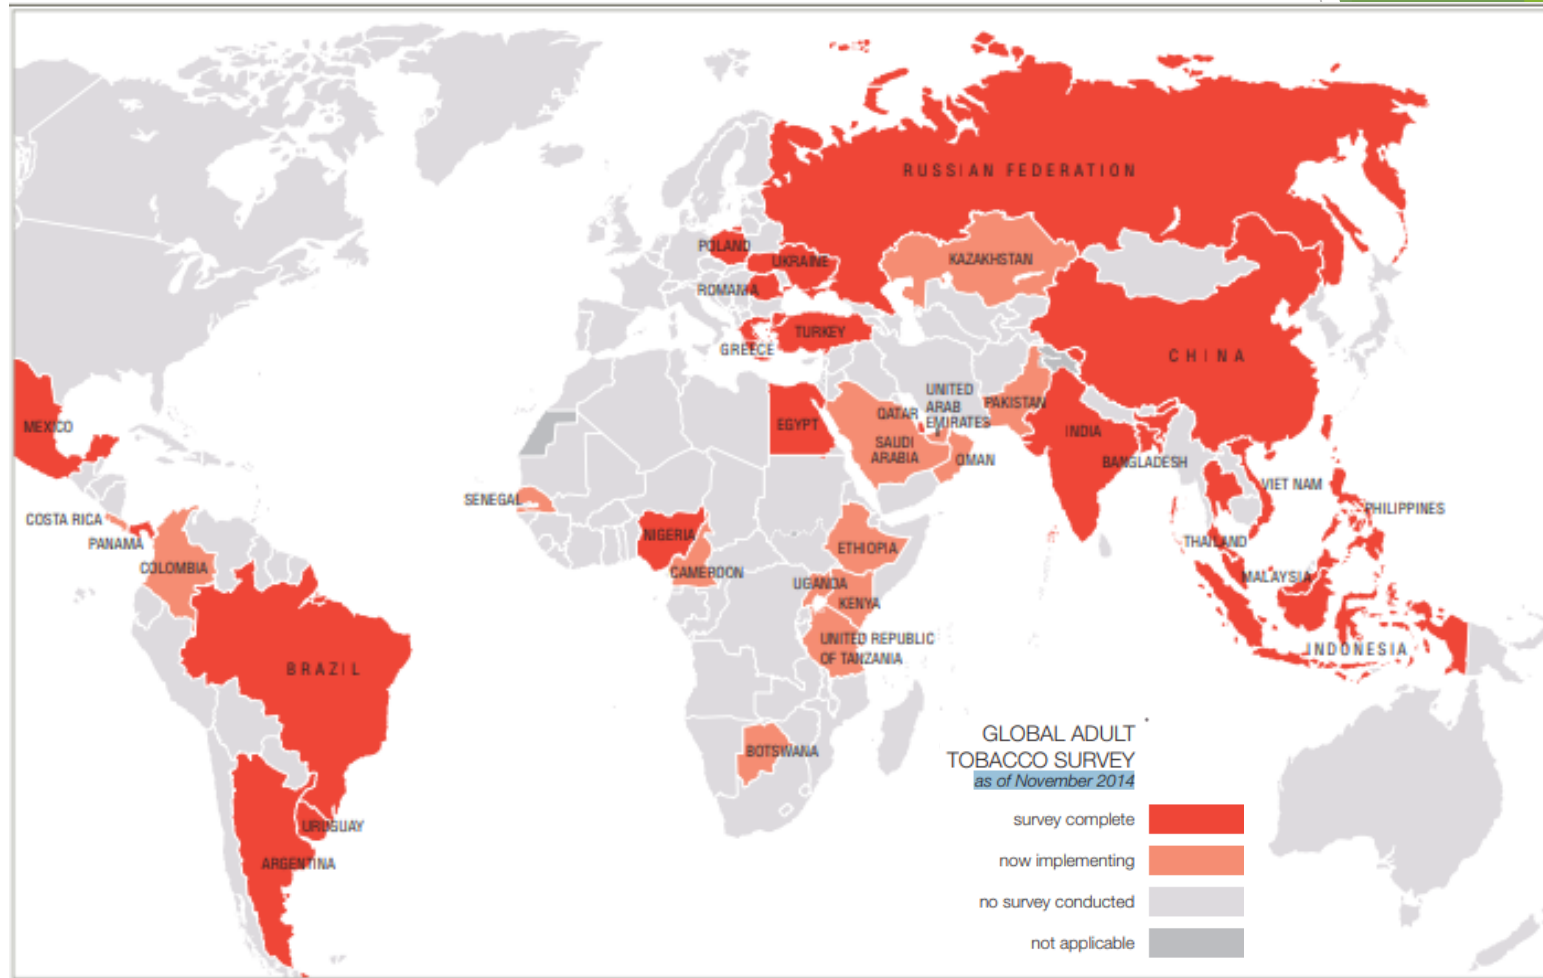 RUSSIAN FEDERATION
POLAND
UKRAINE
KAZAKHSTAN
ROMANIA
TURKEY
GREECE
CHINA
UNITED
ARAB
EMIRATES
PAKISTAN
QATAR
MEXICO
EGYPT
INDIA
SAUDI
ARABIA
OMAN
BANGLADESH
VIET NAM
SENEGAL
PHILIPPINES
COSTA RICA
PANAMA
NIGERIA
THAILAND
ETHIOPIA
COLOMBIA
CAMEROON
UGANDA
MALAYSIA
KENYA
UNITED REPUBLIC
OF TANZANIA
INDONESIA
BRAZIL
BOTSWANA
URUGUAY
ARGENTINA
GLOBAL ADULT
TOBACCO SURVEY
as of November 2014
survey complete
now implementing
no survey conducted
not applicable